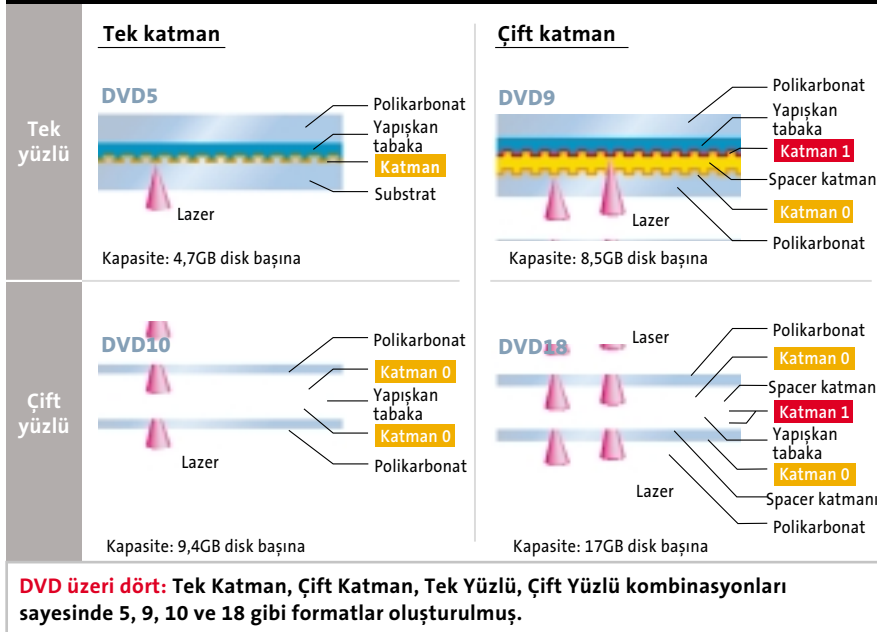 Tek katman
Çift katman
Tek
yüzlü
DVD5
Polikarbonat
Yapışkan
tabaka
Katman
Substrat
Lazer
Kapasite: 4,7GB disk başına
DVD9
Polikarbonat
Yapışkan
tabaka
Katman 1
Spacer katman
Katman 0
Polikarbonat
Lazer
Kapasite: 8,5GB disk başına
Çift
yüzlü
DVD10
Polikarbonat
Katman 0
Yapışkan
tabaka
Katman 0
Polikarbonat
Lazer
Kapasite: 9,4GB disk başına
DVD18
Laser
Polikarbonat
Katman 0
Spacer katman
Katman 1
Yapışkan
tabaka
Katman 0
Spacer katmanı
Polikarbonat
Lazer
Kapasite: 17GB disk başına
DVD üzeri dört: Tek Katman, Çift Katman, Tek Yüzlü, Çift Yüzlü kombinasyonları
sayesinde 5, 9, 10 ve 18 gibi formatlar oluşturulmuş.